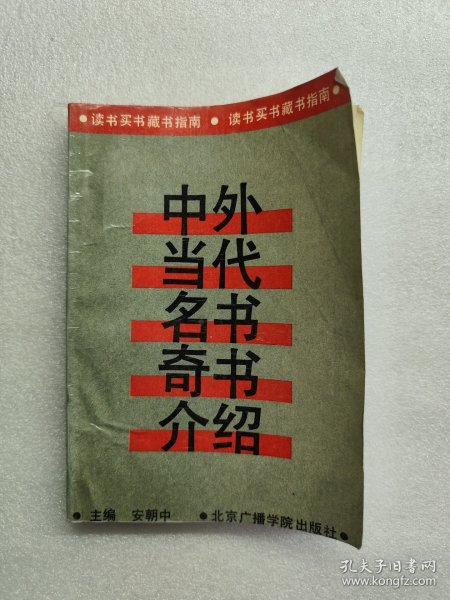 ●读书买书藏书指南 ● 读书买书藏书指南●
中外
当代
名书
奇书
介绍
●主编 安朝中 ●北京广播学院出版社●
孔夫子旧书网
www.kongfz.com